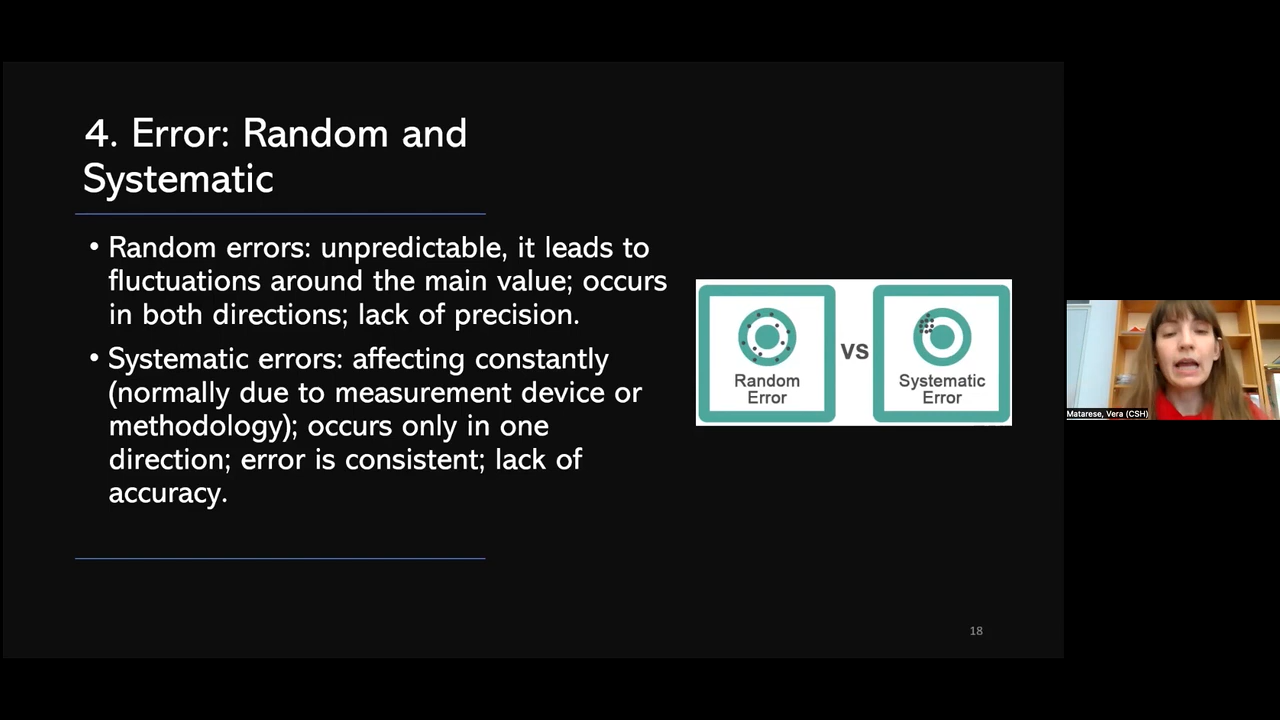 4. Error: Random and
Systematic
• Random errors: unpredictable, it leads to
fluctuations around the main value; occurs
in both directions; lack of precision.
• Systematic errors: affecting constantly
(normally due to measurement device or
methodology); occurs only in one
direction; error is consistent; lack of
accuracy.
Random
Error
VS
Systematic
Error
Matarese, Vera (CSH)
18